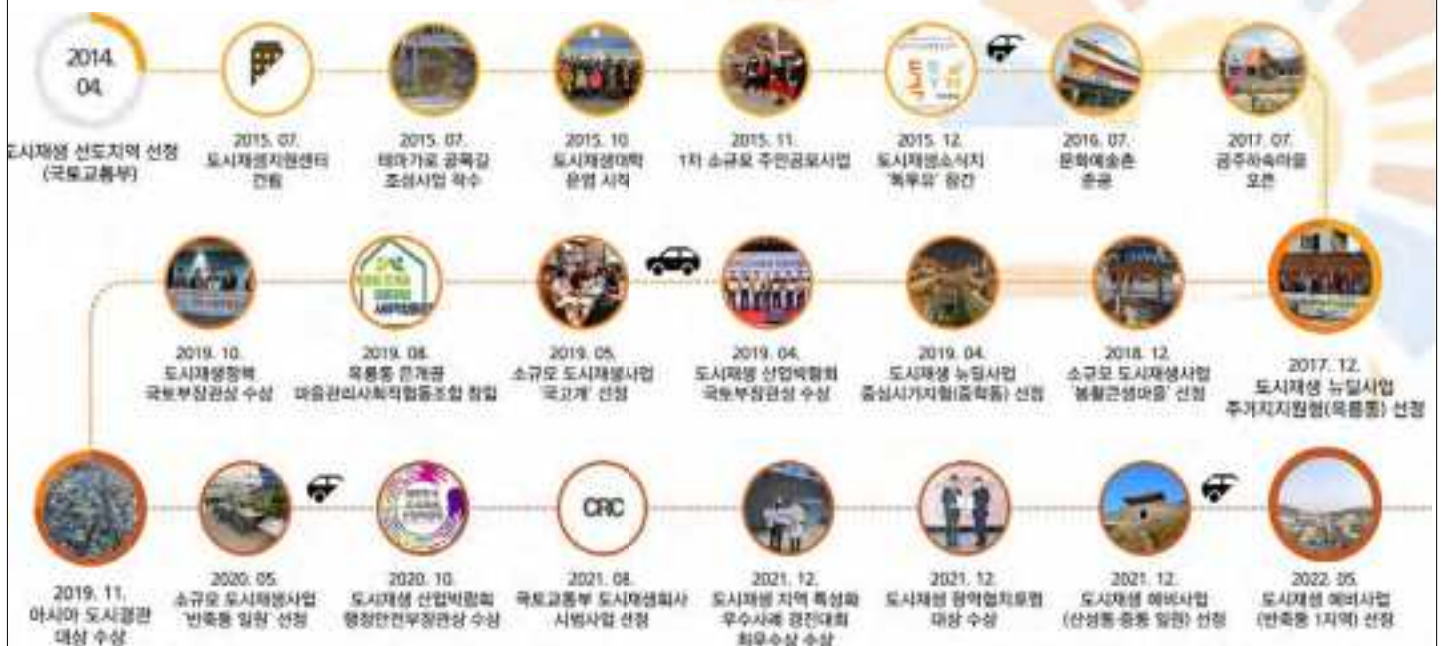 2014.
04.
도시재생 선도지역 선정
(국토교통부)
2015. 07.
도시재생지원센터
건립
2015. 07.
테마가로 골목길
조성사업 착수
2015. 10.
도시재생대학
운영 시작
2015. 11.
1차 소규모 주민공모사업
2015. 12.
도시재생소식지
창간
2016. 07.
문화예술촌
준공
2017. 07.
공주하숙마을
오픈
2017. 12.
도시재생 뉴딜사업
주거지지원형(옥룡동) 선정
2018. 12.
소규모 도시재생사업
선정
2019. 04.
도시재생 뉴딜사업
중심시가지형(중학동) 선정
2019. 04.
도시재생 산업박람회
국토부장관상 수상
2019. 05.
소규모 도시재생사업
'국고개' 선정
2019. 08.
옥룡동 은개골
마을관리사회적협동조합 창립
2019. 10.
국토부장관상 수상
2019. 11.
아시아 도시경관
대상 수상
2020. 05.
소규모 도시재생사업
'반죽동 일원' 선정
2020. 10.
도시재생 산업박람회
행정안전부장관상 수상
CRC
2021. 08.
국토교통부 도시재생회사
시범사업 선정
2021. 12.
도시재생 지역 특성화
우수사례 경진대회
최우수상 수상
2021. 12.
도시재생 광역협치포럼
대상 수상
2021. 12.
도시재생 예비사업
(산성동·중동 일원) 선정
2022. 05.
도시재생 예비사업
(반죽동 1지역) 선정